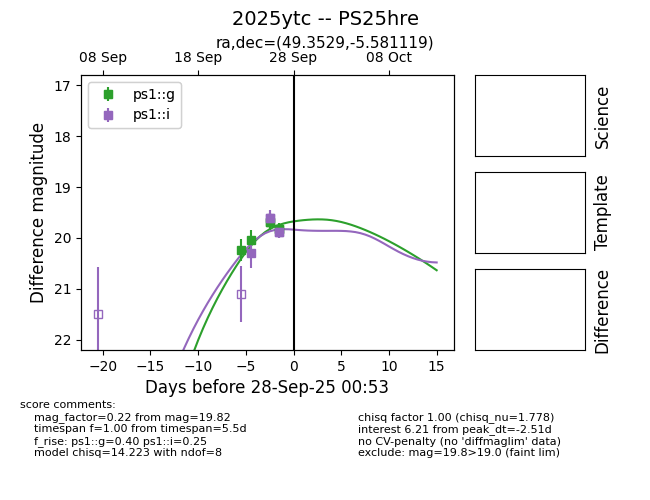 2025ytc -- PS25hre
ra,dec=(49.3529,-5.581119)
08 Sep 18 Sep 28 Sep 08 Oct
ps1::g
ps1::i
17
18
19
20
21
22
Difference magnitude
−20 −15 −10 −5 0 5 10 15
Days before 28-Sep-25 00:53
Science
Template
Difference
score comments:
mag_factor=0.22 from mag=19.82
timespan f=1.00 from timespan=5.5d
f_rise: ps1::g=0.40 ps1::i=0.25
model chisq=14.223 with ndof=8
chisq factor 1.00 (chisq_nu=1.778)
interest 6.21 from peak_dt=-2.51d
no CV-penalty (no 'diffmaglim' data)
exclude: mag=19.8>19.0 (faint lim)